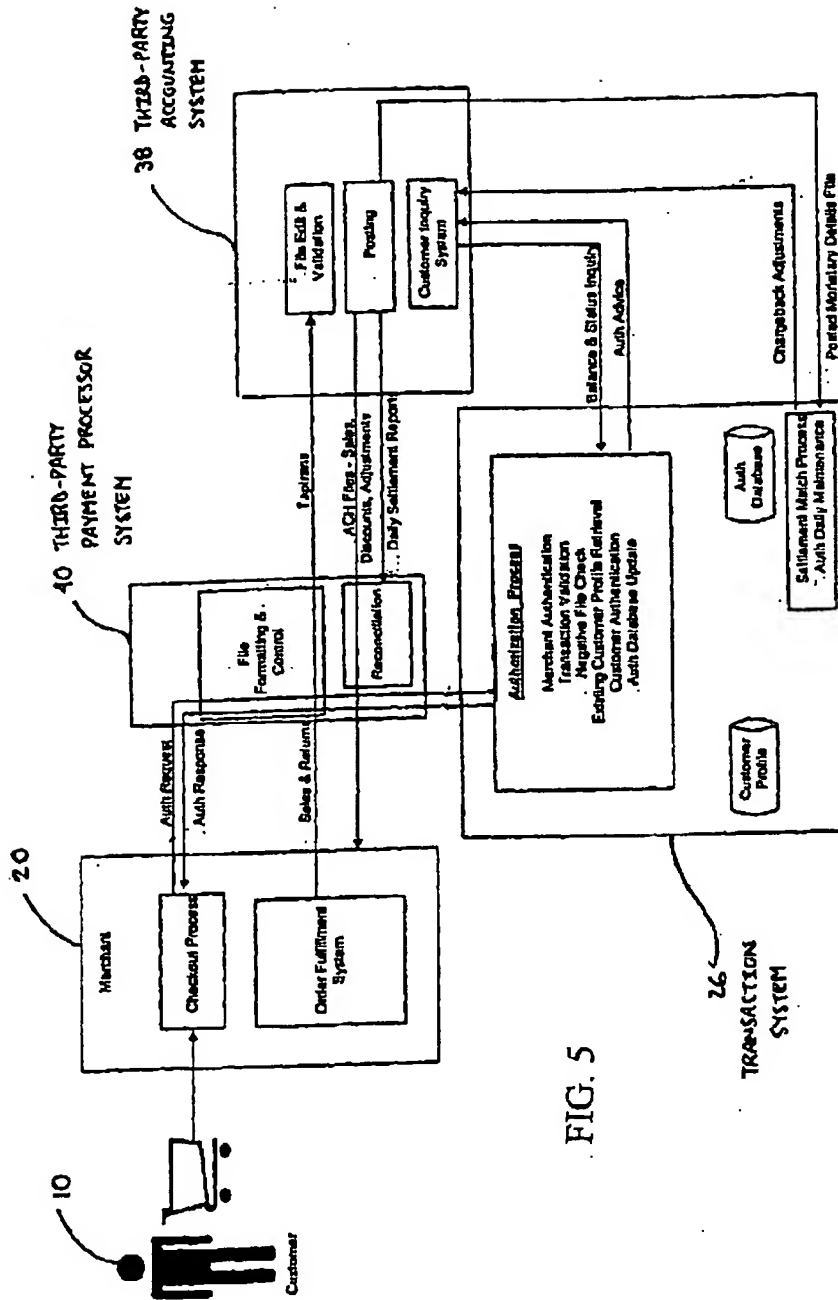 10
Customer
20
Merchant
Checkout Process
Order Fulfillment
System
40 THIRD-PARTY
PAYMENT PROCESSOR
SYSTEM
File
Formatting &
Control
Reconciliation
38 THIRD-PARTY
ACCOUNTING
SYSTEM
File Edit &
Validation
Posting
Customer Inquiry
System
Auth Request
Auth Response
Sales & Returns
Taptrans
ACH Files - Sales,
Discounts, Adjustments
Daily Settlement Report
Balance & Status Inquiry
Auth Advice
Chargeback Adjustments
Posted Monetary Details File
Authorization Process
Merchant Authentication
Transaction Validation
Negative File Check
Existing Customer Profile Retrieval
Customer Authentication
Auth Database Update
Customer
Profile
Auth
Database
Settlement Match Process
Auth Daily Maintenance
26
TRANSACTION
SYSTEM
FIG. 5